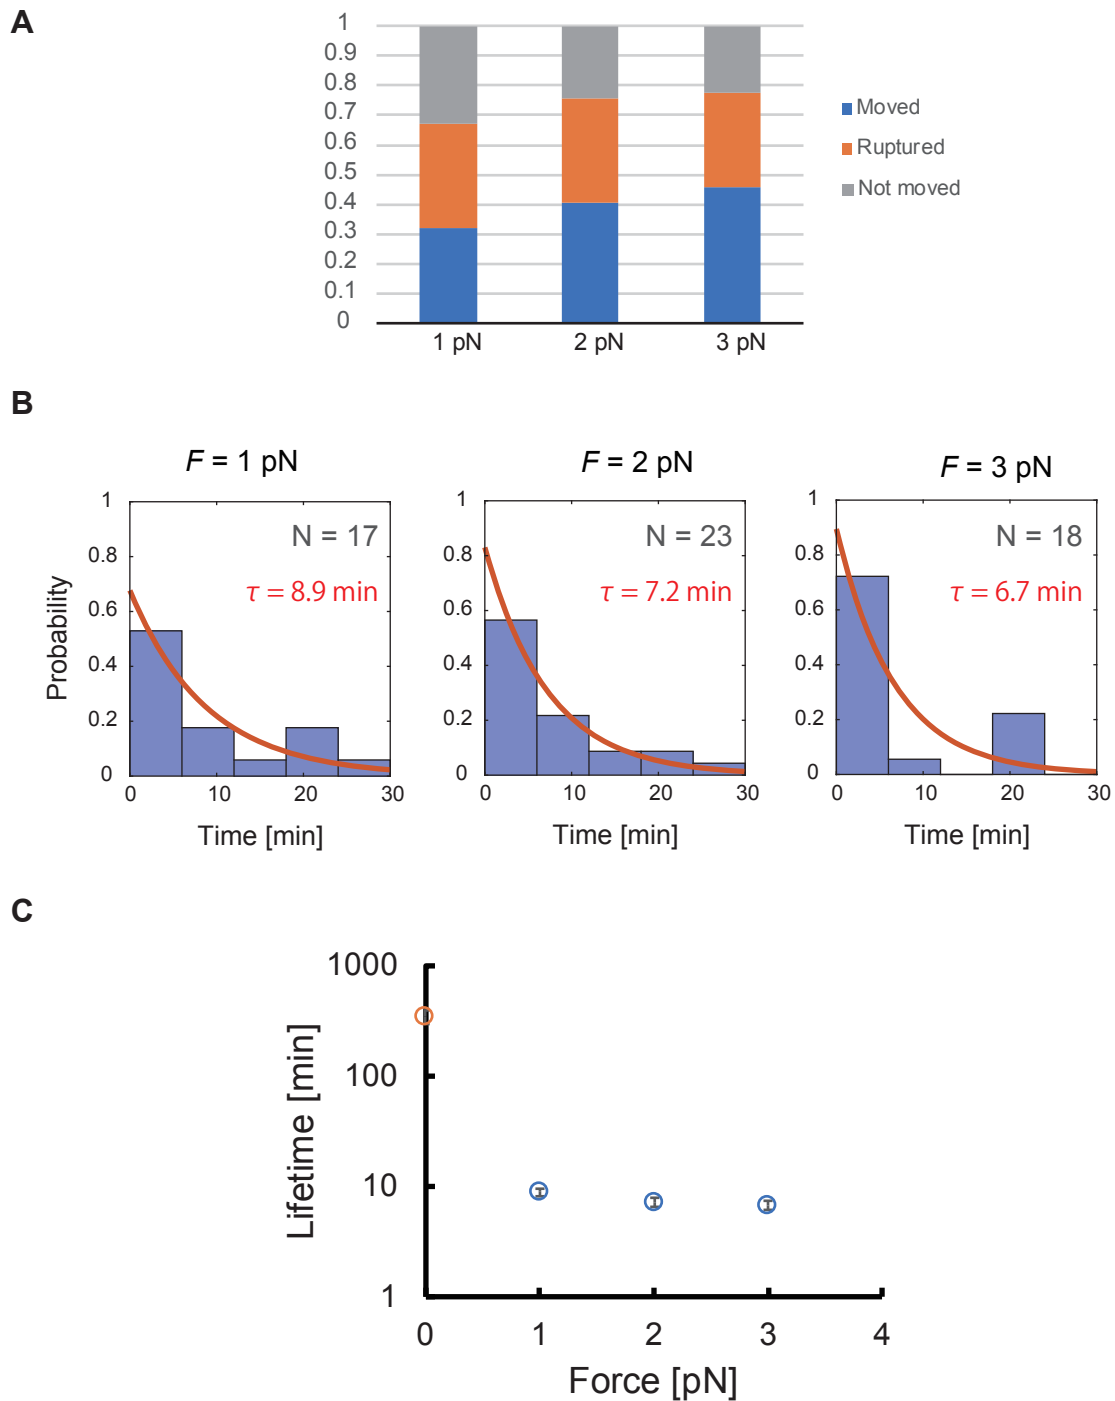 A
1
0.9
0.8
0.7
0.6
0.5
0.4
0.3
0.2
0.1
0
1 pN
2 pN
3 pN
Moved
Ruptured
Not moved
B
F = 1 pN
N = 17
τ = 8.9 min
Probability
1
0.8
0.6
0.4
0.2
0
0 10 20 30
Time [min]
F = 2 pN
N = 23
τ = 7.2 min
1
0.8
0.6
0.4
0.2
0
0 10 20 30
Time [min]
F = 3 pN
N = 18
τ = 6.7 min
1
0.8
0.6
0.4
0.2
0
0 10 20 30
Time [min]
C
Lifetime [min]
1000
100
10
1
0 1 2 3 4
Force [pN]